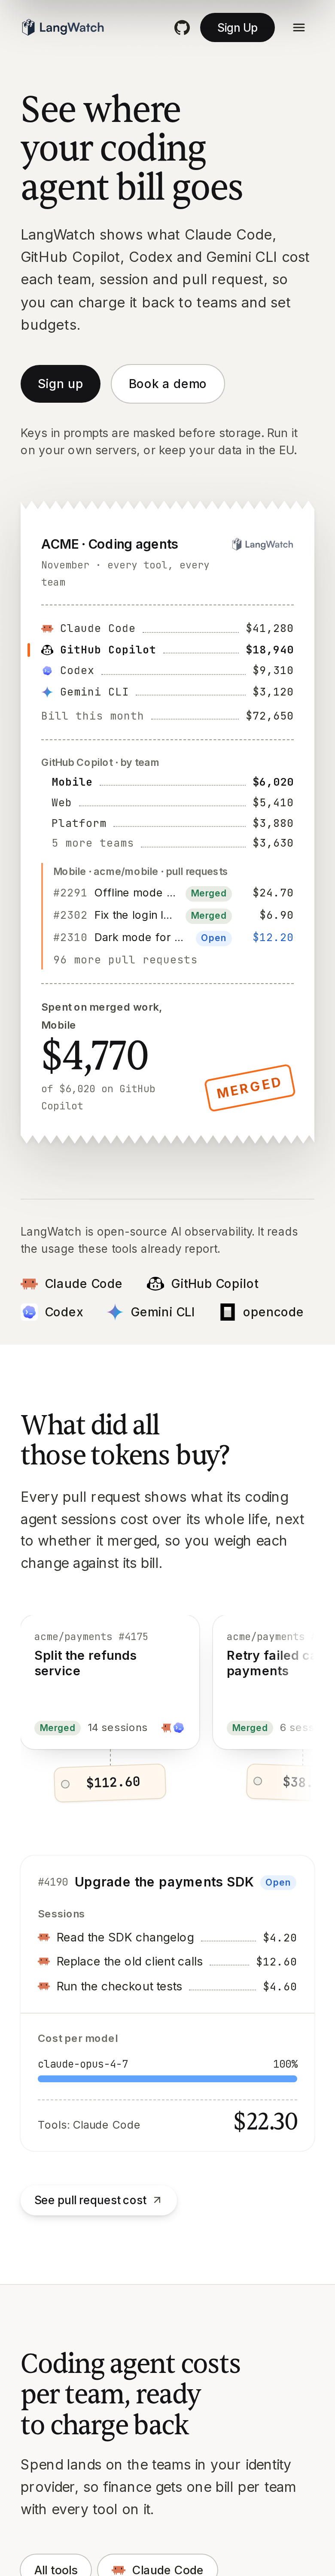 LangWatch
Sign Up
See where
your coding
agent bill goes
LangWatch shows what Claude Code,
GitHub Copilot, Codex and Gemini CLI cost
each team, session and pull request, so
you can charge it back to teams and set
budgets.
Sign up
Book a demo
Keys in prompts are masked before storage. Run it
on your own servers, or keep your data in the EU.
ACME · Coding agents
LangWatch
November · every tool, every
team
Claude Code $41,280
GitHub Copilot $18,940
Codex $9,310
Gemini CLI $3,120
Bill this month $72,650
GitHub Copilot · by team
Mobile $6,020
Web $5,410
Platform $3,880
5 more teams $3,630
Mobile · acme/mobile · pull requests
#2291 Offline mode ... Merged $24.70
#2302 Fix the login l... Merged $6.90
#2310 Dark mode for ... Open $12.20
96 more pull requests
Spent on merged work,
Mobile
$4,770
of $6,020 on GitHub
Copilot
MERGED
LangWatch is open-source AI observability. It reads
the usage these tools already report.
Claude Code GitHub Copilot
Codex Gemini CLI opencode
What did all
those tokens buy?
Every pull request shows what its coding
agent sessions cost over its whole life, next
to whether it merged, so you weigh each
change against its bill.
acme/payments #4175
Split the refunds
service
Merged 14 sessions
$112.60
acme/payments
Retry failed
payments
Merged 6
$38.
#4190 Upgrade the payments SDK Open
Sessions
Read the SDK changelog $4.20
Replace the old client calls $12.60
Run the checkout tests $4.60
Cost per model
claude-opus-4-7 100%
Tools: Claude Code $22.30
See pull request cost
Coding agent costs
per team, ready
to charge back
Spend lands on the teams in your identity
provider, so finance gets one bill per team
with every tool on it.
All tools
Claude Code